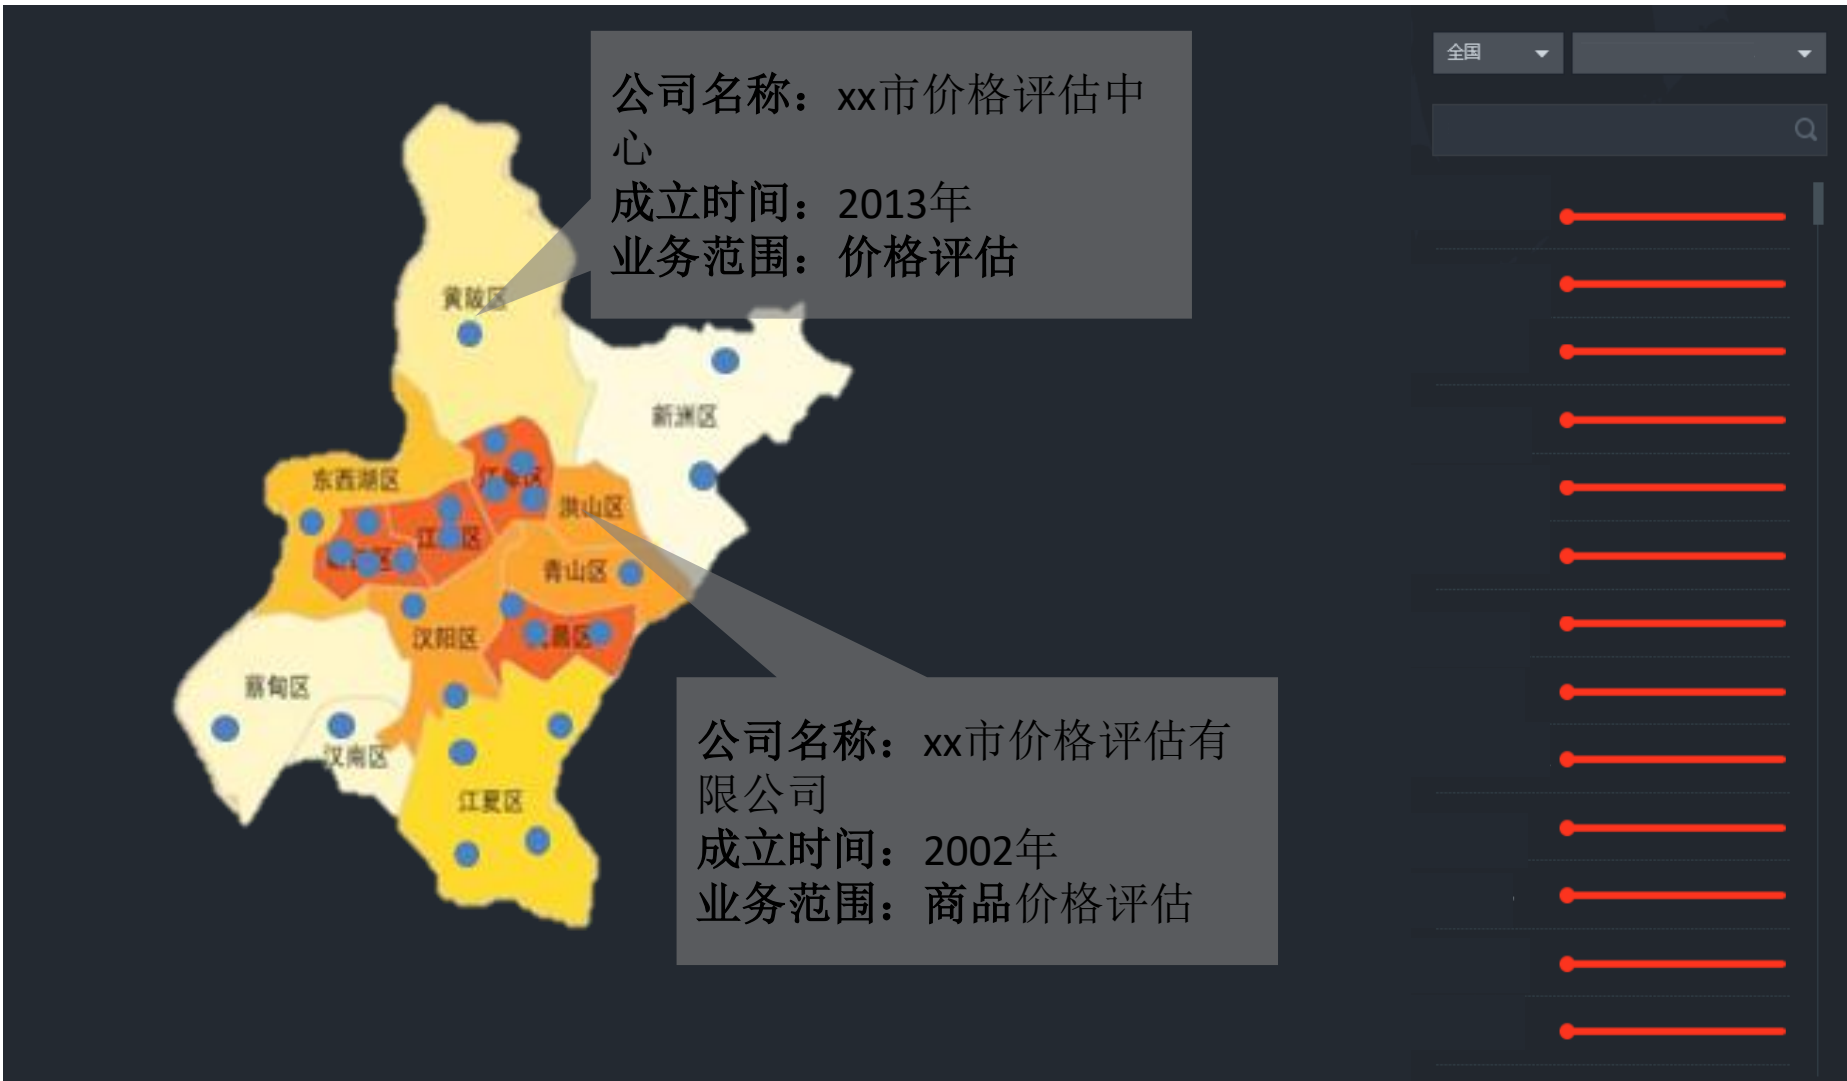 全国
公司名称：xx市价格评估中
心
成立时间：2013年
业务范围：价格评估
黄陂区
新洲区
东西湖区
洪山区
青山区
汉阳区
蔡甸区
汉南区
江夏区
公司名称：xx市价格评估有
限公司
成立时间：2002年
业务范围：商品价格评估